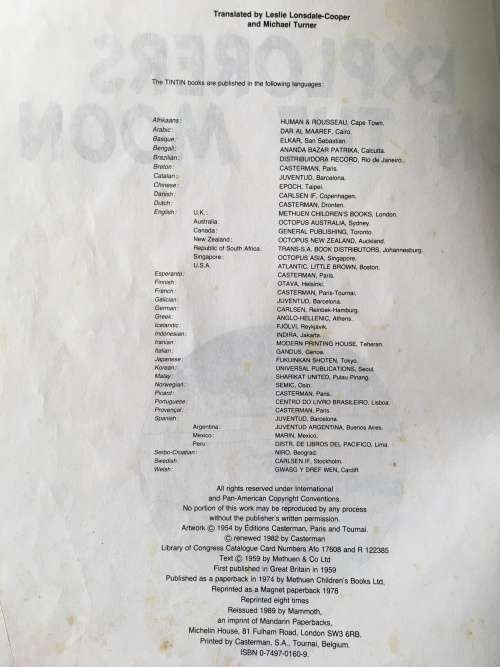 Translated by Leslie Lonsdale-Cooper
and Michael Turner
EXPLORERS
MOON
The TINTIN books are published in the following languages:
Afrikaans: HUMAN & ROUSSEAU, Cape Town.
Arabic: DAR AL MAAREF, Cairo.
Basque: ELKAR, San Sebastian.
Bengali: ANANDA BAZAR PATRIKA, Calcutta.
Brazilian: DISTRIBUIDORA RECORD, Rio de Janeiro.
Breton: CASTERMAN, Paris.
Catalan: JUVENTUD, Barcelona.
Chinese: EPOCH, Taipei.
Danish: CARLSEN IF, Copenhagen.
Dutch: CASTERMAN, Dronten.
English: U.K.: METHUEN CHILDREN'S BOOKS, London.
Australia: OCTOPUS AUSTRALIA, Sydney.
Canada: GENERAL PUBLISHING, Toronto.
New Zealand: OCTOPUS NEW ZEALAND, Auckland.
Republic of South Africa: TRANS-S.A. BOOK DISTRIBUTORS, Johannesburg.
Singapore: OCTOPUS ASIA, Singapore.
U.S.A. ATLANTIC. LITTLE BROWN, Boston.
Esperanto: CASTERMAN, Paris.
Finnish: OTAVA, Helsinki.
French: CASTERMAN, Paris-Tournai.
Galician: JUVENTUD, Barcelona.
German: CARLSEN, Reinbek-Hamburg.
Greek: ANGLO-HELLENIC, Athens.
Icelandic: FJÖLVI, Reykjavik.
Indonesian: INDIRA, Jakarta.
Iranian: MODERN PRINTING HOUSE, Teheran.
Italian: GANDUS, Genoa.
Japanese: FUKUINKAN SHOTEN, Tokyo.
Korean: UNIVERSAL PUBLICATIONS, Seoul.
Malay: SHARIKAT UNITED, Pulau Pinang.
Norwegian: SEMIC, Oslo.
Picard: CASTERMAN, Paris.
Portuguese: CENTRO DO LIVRO BRASILEIRO, Lisboa.
Provençal: CASTERMAN, Paris.
Spanish: JUVENTUD, Barcelona.
Argentina: JUVENTUD ARGENTINA, Buenos Aires.
Mexico: MARIN, Mexico.
Peru: DISTR. DE LIBROS DEL PACIFICO, Lima.
Serbo-Croatian: NIRO, Beograd.
Swedish: CARLSEN IF, Stockholm.
Welsh: GWASG Y DREF WEN, Cardiff.
All rights reserved under International
and Pan-American Copyright Conventions.
No portion of this work may be reproduced by any process
without the publisher's written permission.
Artwork © 1954 by Editions Casterman, Paris and Tournai.
© renewed 1982 by Casterman
Library of Congress Catalogue Card Numbers Afo 17608 and R 122385
Text © 1959 by Methuen & Co Ltd
First published in Great Britain in 1959
Published as a paperback in 1974 by Methuen Children's Books Ltd,
Reprinted as a Magnet paperback 1978
Reprinted eight times
Reissued 1989 by Mammoth,
an imprint of Mandarin Paperbacks,
Michelin House, 81 Fulham Road, London SW3 6RB.
Printed by Casterman, S.A., Tournai, Belgium.
ISBN 0-7497-0160-9.